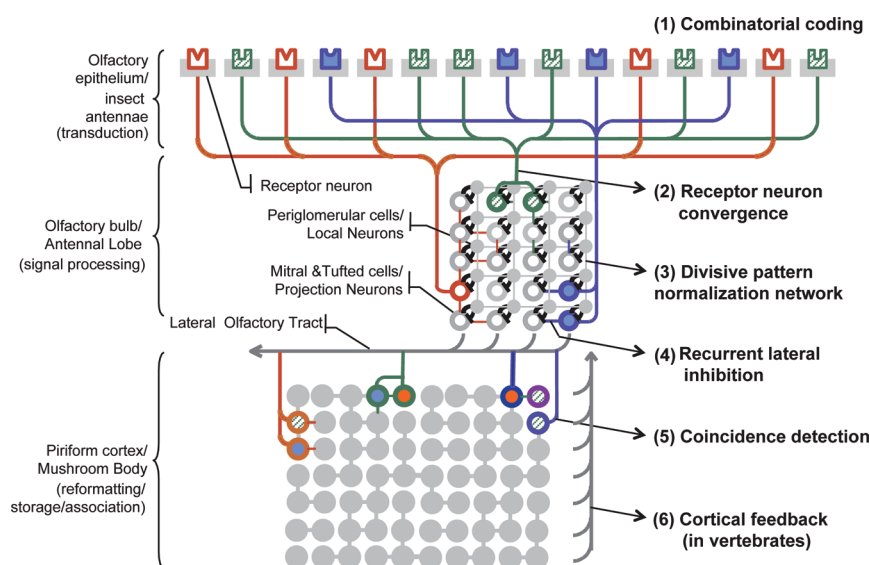 (1) Combinatorial coding
Olfactory
epithelium/
insect
antennae
(transduction)
Receptor neuron
(2) Receptor neuron
convergence
Periglomerular cells/
Local Neurons
Olfactory bulb/
Antennal Lobe
(signal processing)
(3) Divisive pattern
normalization network
Mitral &Tufted cells/
Projection Neurons
Lateral Olfactory Tract
(4) Recurrent lateral
inhibition
(5) Coincidence detection
Piriform cortex/
Mushroom Body
(reformatting/
storage/association)
(6) Cortical feedback
(in vertebrates)